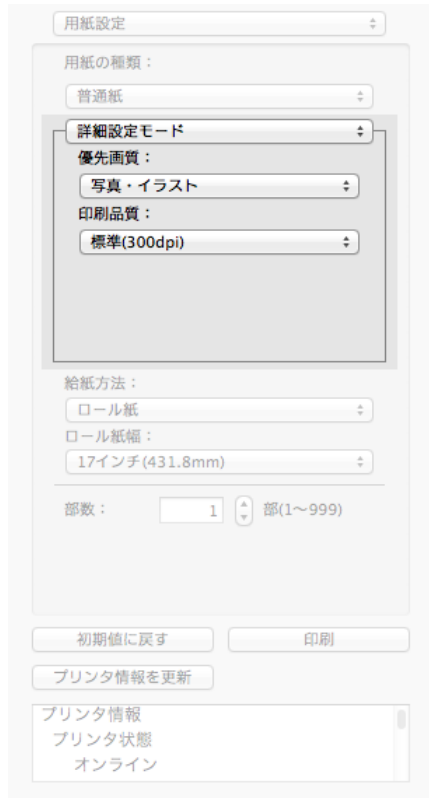 用紙設定
用紙の種類：
普通紙
詳細設定モード
優先画質：
写真・イラスト
印刷品質：
標準(300dpi)
給紙方法：
ロール紙
ロール紙幅：
17インチ(431.8mm)
部数： 1 部(1～999)
初期値に戻す 印刷
プリンタ情報を更新
プリンタ情報
プリンタ状態
オンライン